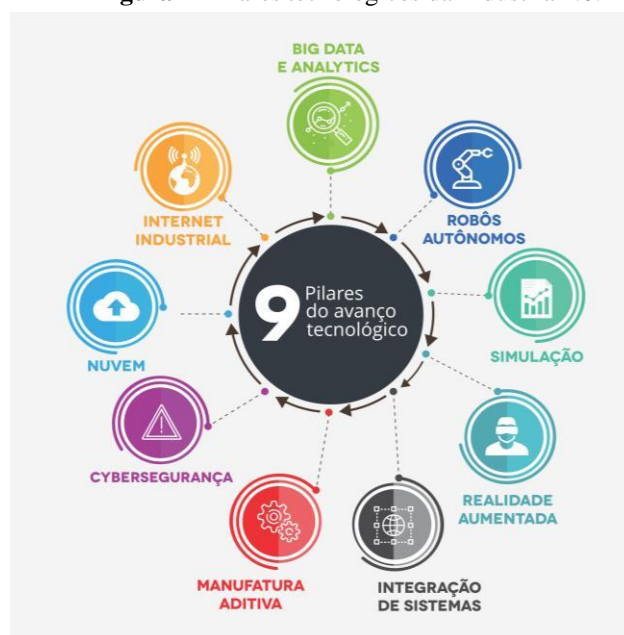 BIG DATA
E ANALYTICS
ROBÔS
AUTÔNOMOS
SIMULAÇÃO
REALIDADE
AUMENTADA
INTEGRAÇÃO
DE SISTEMAS
MANUFATURA
ADITIVA
CYBERSEGURANÇA
NUVEM
INTERNET
INDUSTRIAL
9 Pilares
do avanço
tecnológico